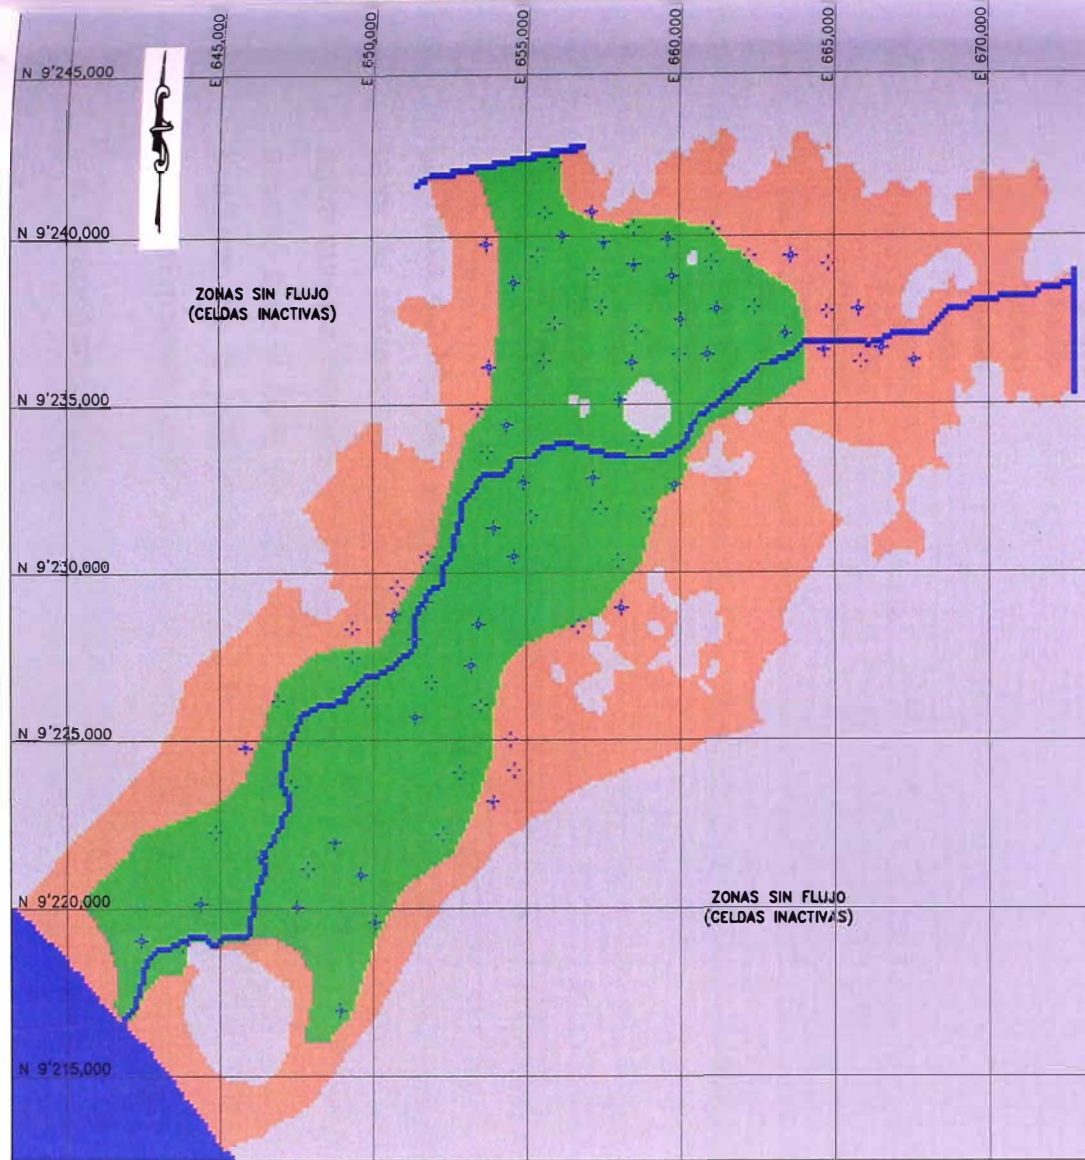 E 645,000
E 650,000
E 655,000
E 660,000
E 665,000
E 670,000
N 9'245,000
N 9'240,000
ZONAS SIN FLUJO
(CELDAS INACTIVAS)
N 9'235,000
N 9'230,000
N 9'225,000
N 9'220,000
ZONAS SIN FLUJO
(CELDAS INACTIVAS)
N 9'215,000